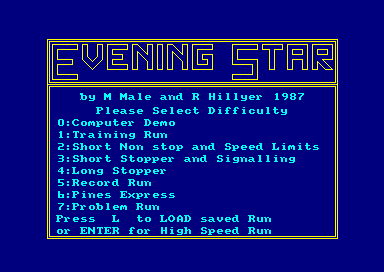 EVENING STAR
by M Male and R Hillyer 1987
Please Select Difficulty
0:Computer Demo
1:Training Run
2:Short Non stop and Speed Limits
3:Short Stopper and Signalling
4:Long Stopper
5:Record Run
6:Pines Express
7:Problem Run
Press L to LOAD saved Run
or ENTER for High Speed Run